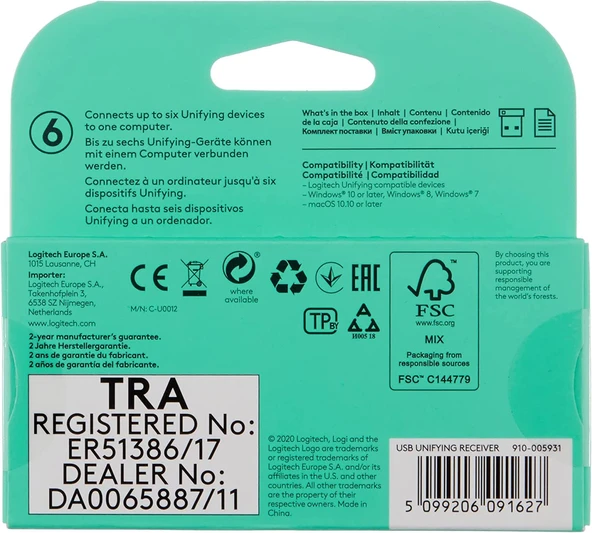 6
Connects up to six Unifying devices
to one computer.
Bis zu sechs Unifying-Geräte können
mit einem Computer verbunden
werden.
Connectez à un ordinateur jusqu'à six
dispositifs Unifying.
Conecta hasta seis dispositivos
Unifying a un ordenador.
What's in the box | Inhalt | Contenu | Contenido
de la caja | Contenuto della confezione |
Комплект поставки | Вміст упаковки | Kutu içeriği
Compatibility | Kompatibilität
Compatibilité | Compatibilidad
- Logitech Unifying compatible devices
- Windows® 10 or later, Windows® 8, Windows® 7
- macOS 10.10 or later
Logitech Europe S.A.
1015 Lausanne, CH
Importer:
Logitech Europe S.A.,
Takenhofplein 3,
6538 SZ Nijmegen,
Netherlands
www.logitech.com
2-year manufacturer's guarantee.
2 Jahre Herstellergarantie.
2 ans de garantie du fabricant.
2 años de garantía del fabricante.
CE
M/N: C-U0012
where
available
EAC
TP BY
18005 18
FSC
www.fsc.org
MIX
Packaging from
responsible sources
FSC™ C144779
By choosing this
product, you are
supporting
responsible
management of
the world's forests.
TRA
REGISTERED No:
ER51386/17
DEALER No:
DA0065887/11
© 2020 Logitech, Logi and the
Logitech Logo are trademarks
or registered trademarks of
Logitech Europe S.A. and/or its
affiliates in the U.S. and other
countries. All other trademarks
are the property of their
respective owners. Made in
China.
USB UNIFYING RECEIVER 910-005931
5 099206 091627